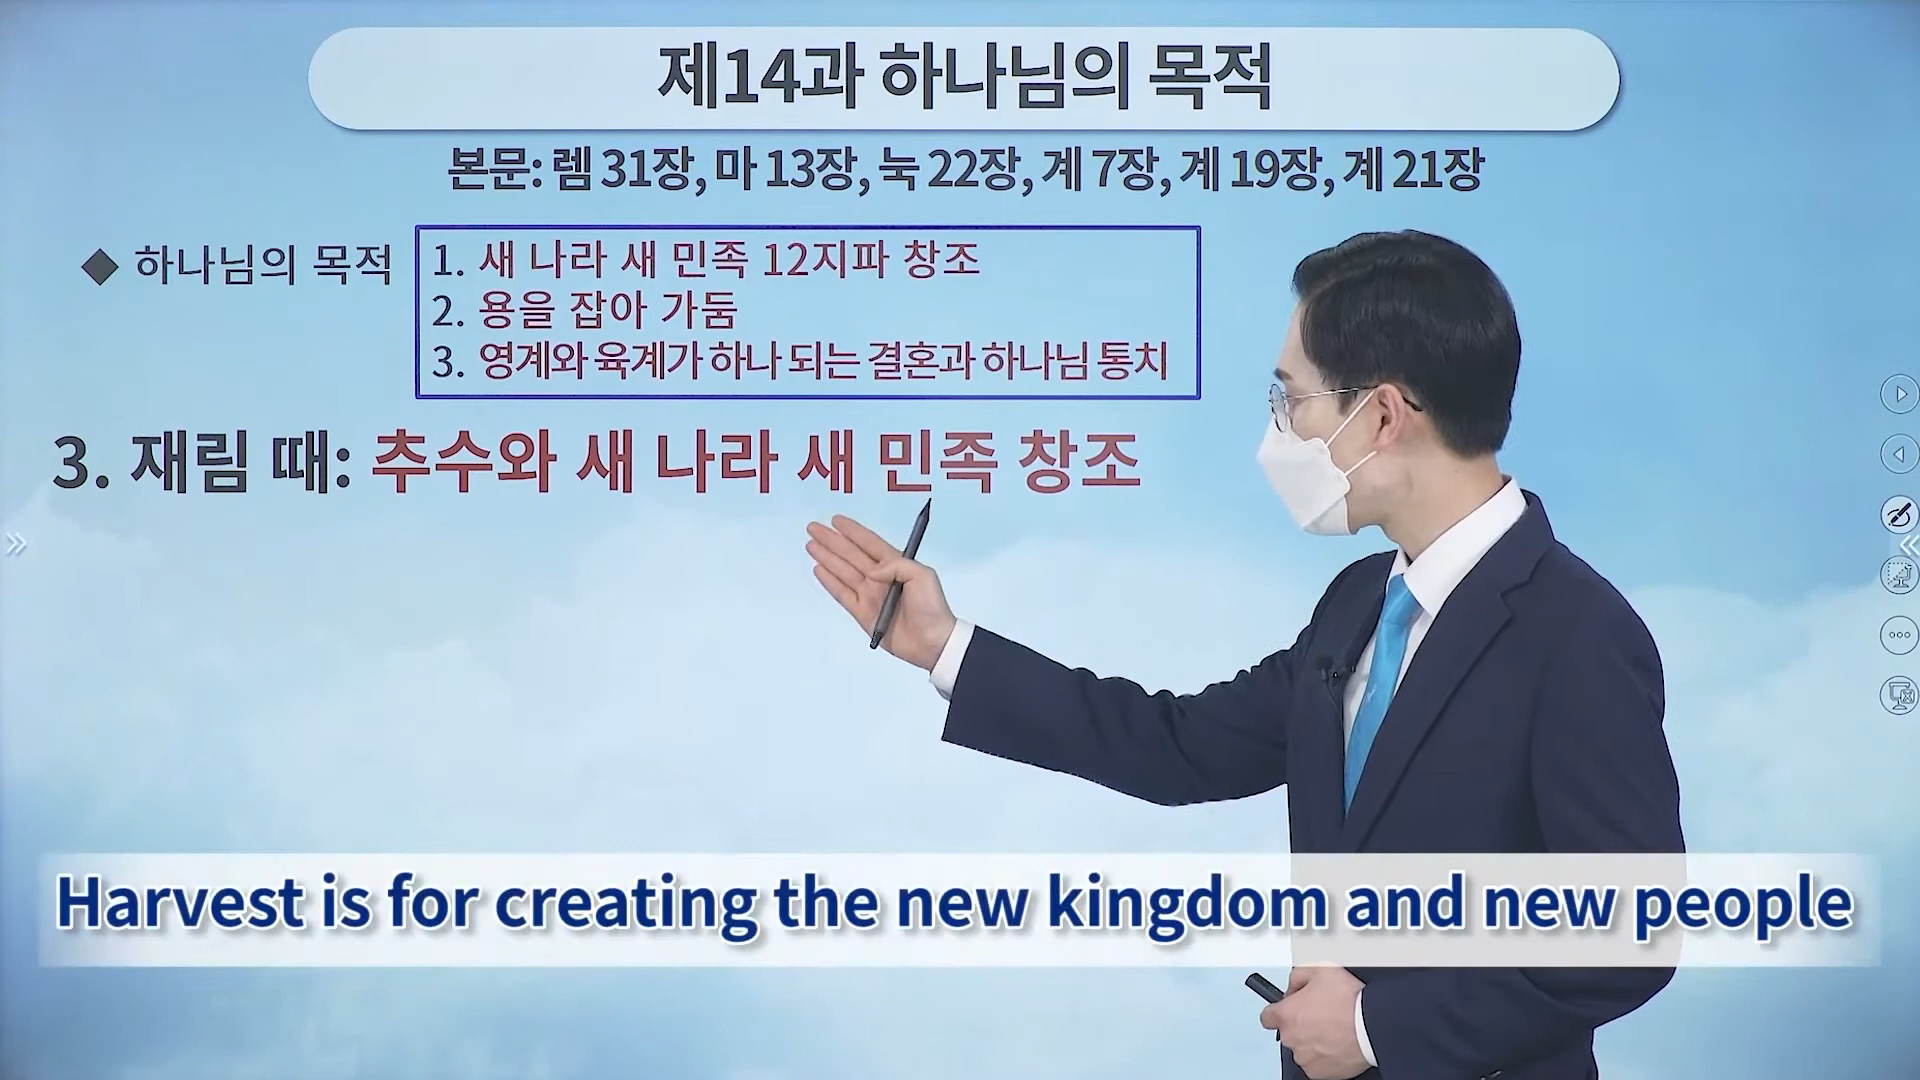 제14과 하나님의 목적
본문: 렘 31장, 마 13장, 눅 22장, 계 7장, 계 19장, 계 21장
◆ 하나님의 목적
1. 새 나라 새 민족 12지파 창조
2. 용을 잡아 가둠
3. 영계와 육계가 하나 되는 결혼과 하나님 통치
3. 재림 때: 추수와 새 나라 새 민족 창조
Harvest is for creating the new kingdom and new people